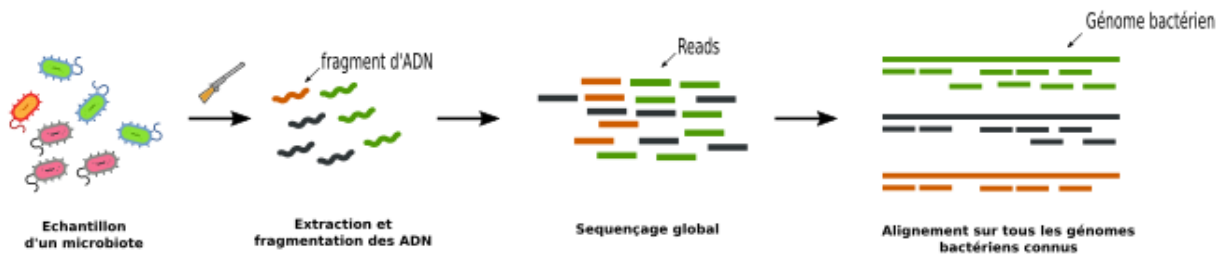 Génome bactérien
Reads
fragment d'ADN
Echantillon
d'un microbiote
Extraction et
fragmentation des ADN
Sequençage global
Alignement sur tous les génomes
bactériens connus